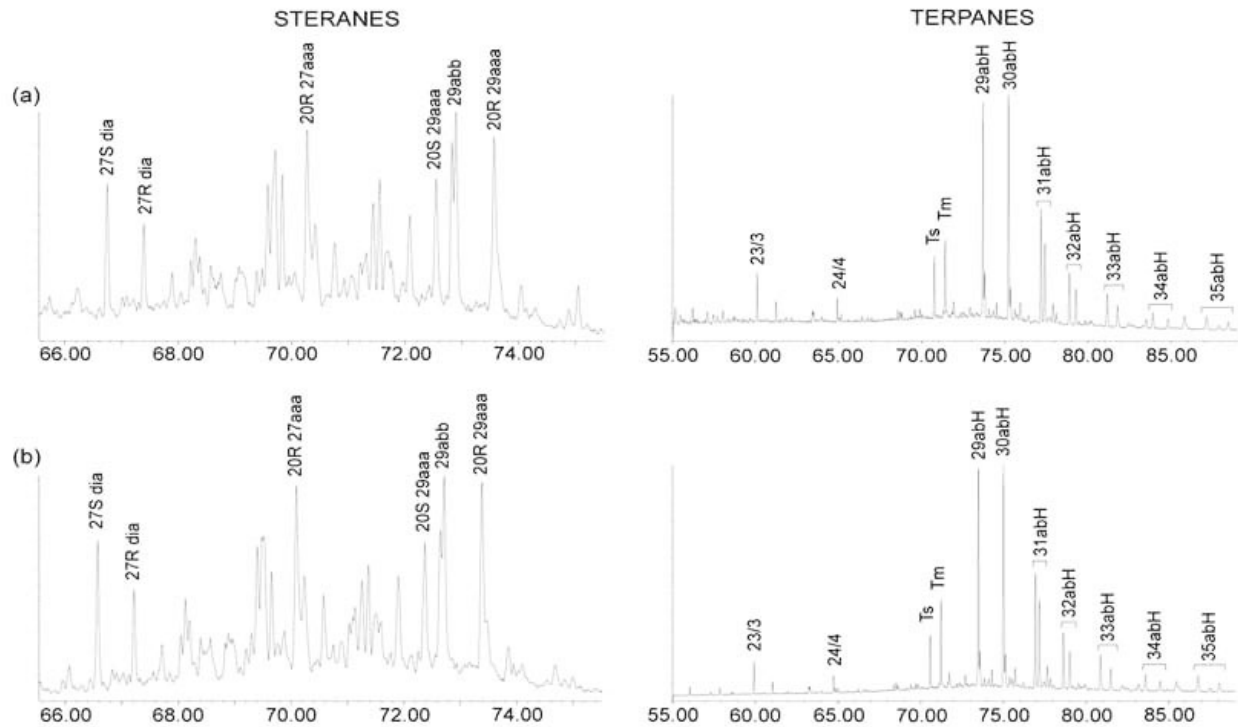 STERANES
TERPANES
(a)
27S dia
27R dia
20R 27aaa
20S 29aaa
29abb
20R 29aaa
66.00 68.00 70.00 72.00 74.00
23/3
24/4
Ts
Tm
29abH
30abH
31abH
32abH
33abH
34abH
35abH
55.00 60.00 65.00 70.00 75.00 80.00 85.00
(b)
27S dia
27R dia
20R 27aaa
20S 29aaa
29abb
20R 29aaa
66.00 68.00 70.00 72.00 74.00
23/3
24/4
Ts
Tm
29abH
30abH
31abH
32abH
33abH
34abH
35abH
55.00 60.00 65.00 70.00 75.00 80.00 85.00